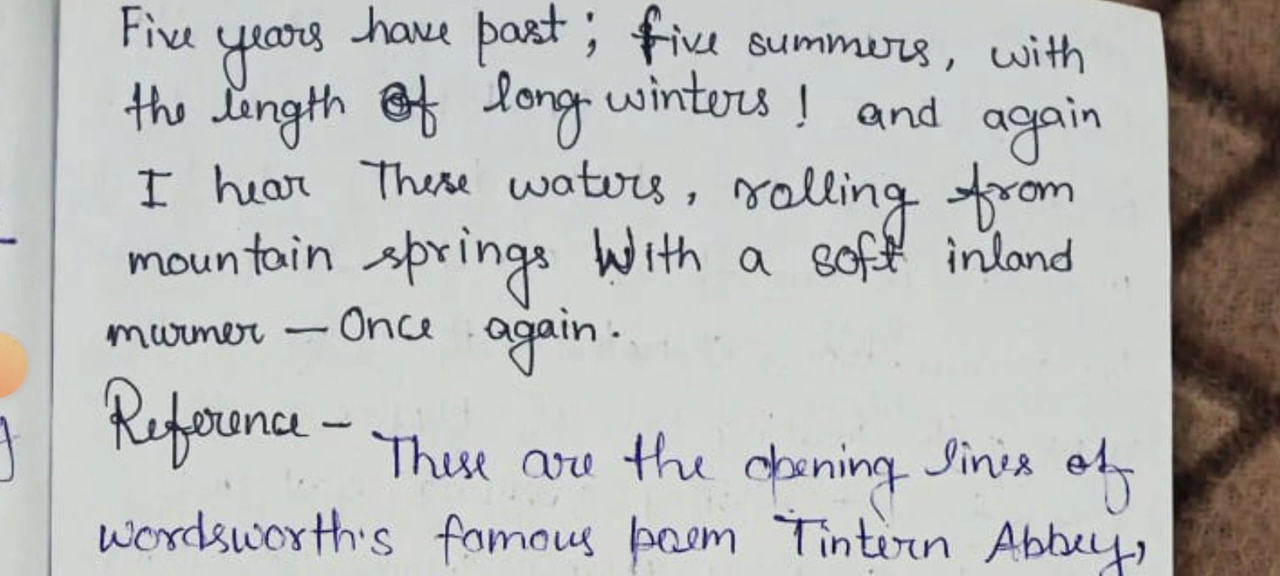 Five years have past; five summers, with
the length of long winters! and again
I hear These waters, rolling from
mountain springs With a soft inland
murmer — Once again.
Reference –
These are the opening lines of
wordsworth's famous poem Tintern Abbey,